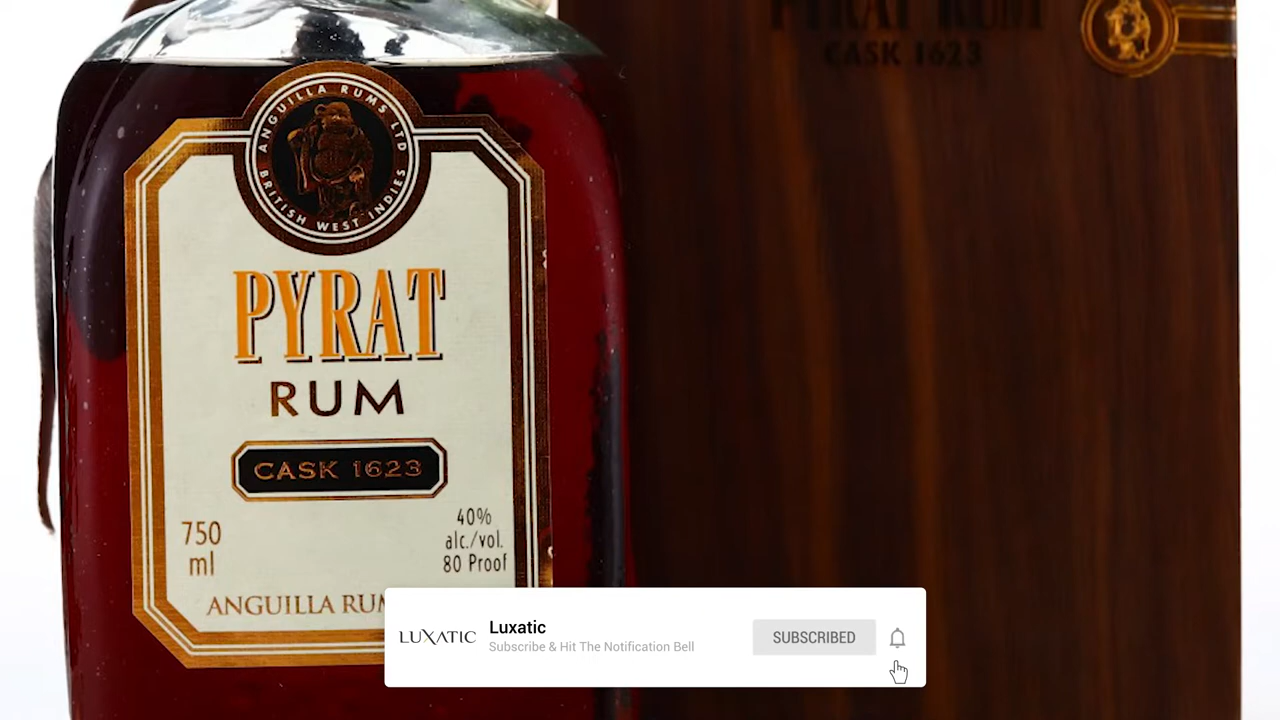 PYRAT RUM
CASK 1623
ANGUILLA RUMS LTD
BRITISH WEST INDIES
PYRAT
RUM
CASK 1623
750
ml
40%
alc./vol.
80 Proof
ANGUILLA
LUXATIC
Luxatic
Subscribe & Hit The Notification Bell
SUBSCRIBED